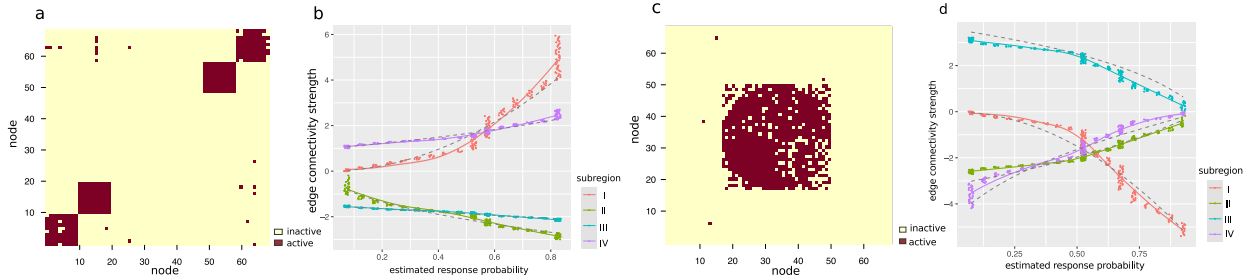 a
node
60
50
40
30
20
10
10 20 30 40 50 60
node
inactive
active
b
edge connectivity strength
6
4
2
0
−2
0.2 0.4 0.6 0.8
estimated response probability
subregion
I
II
III
IV
c
node
60
50
40
30
20
10
10 20 30 40 50 60
node
inactive
active
d
edge connectivity strength
4
2
0
−2
−4
0.25 0.50 0.75
estimated response probability
subregion
I
II
III
IV